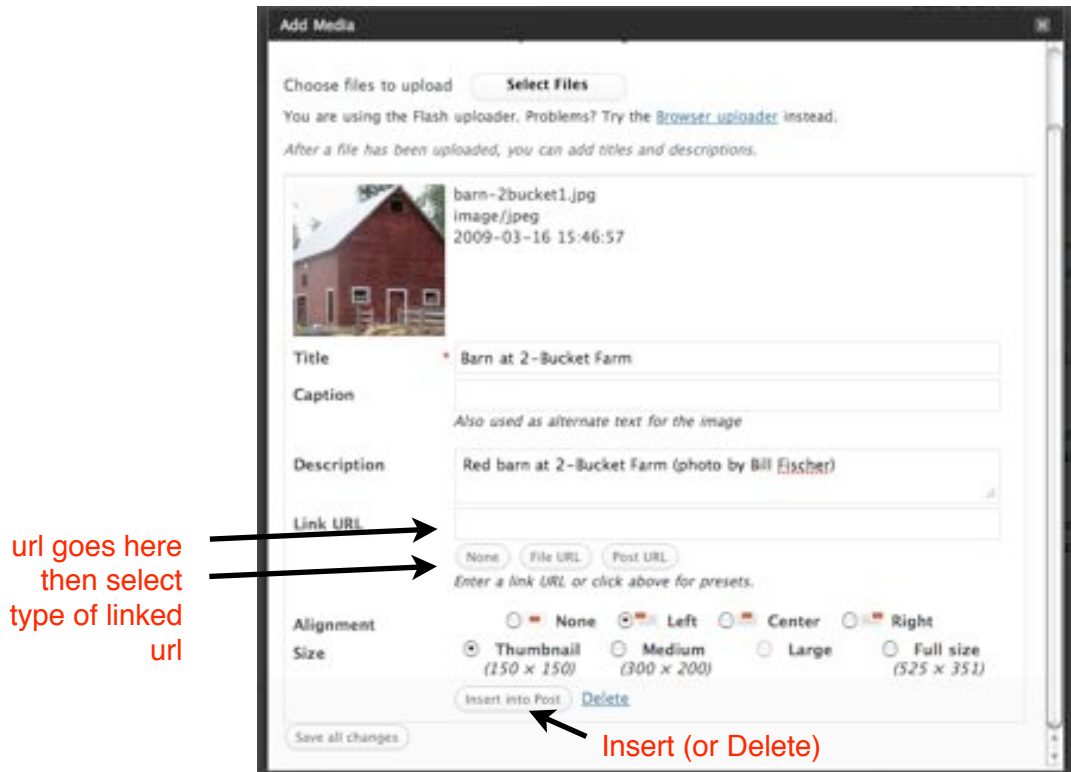 Add Media
Choose files to upload Select Files
You are using the Flash uploader. Problems? Try the Browser uploader instead.
After a file has been uploaded, you can add titles and descriptions.
barn-2bucket1.jpg
image/jpeg
2009-03-16 15:46:57
Title * Barn at 2-Bucket Farm
Caption
Also used as alternate text for the image
Description Red barn at 2-Bucket Farm (photo by Bill Fischer)
Link URL
url goes here
then select
type of linked
url
None File URL Post URL
Enter a link URL or click above for presets.
Alignment None Left Center Right
Size Thumbnail Medium Large Full size
(150 × 150) (300 × 200) (525 × 351)
Insert into Post Delete
Save all changes
Insert (or Delete)